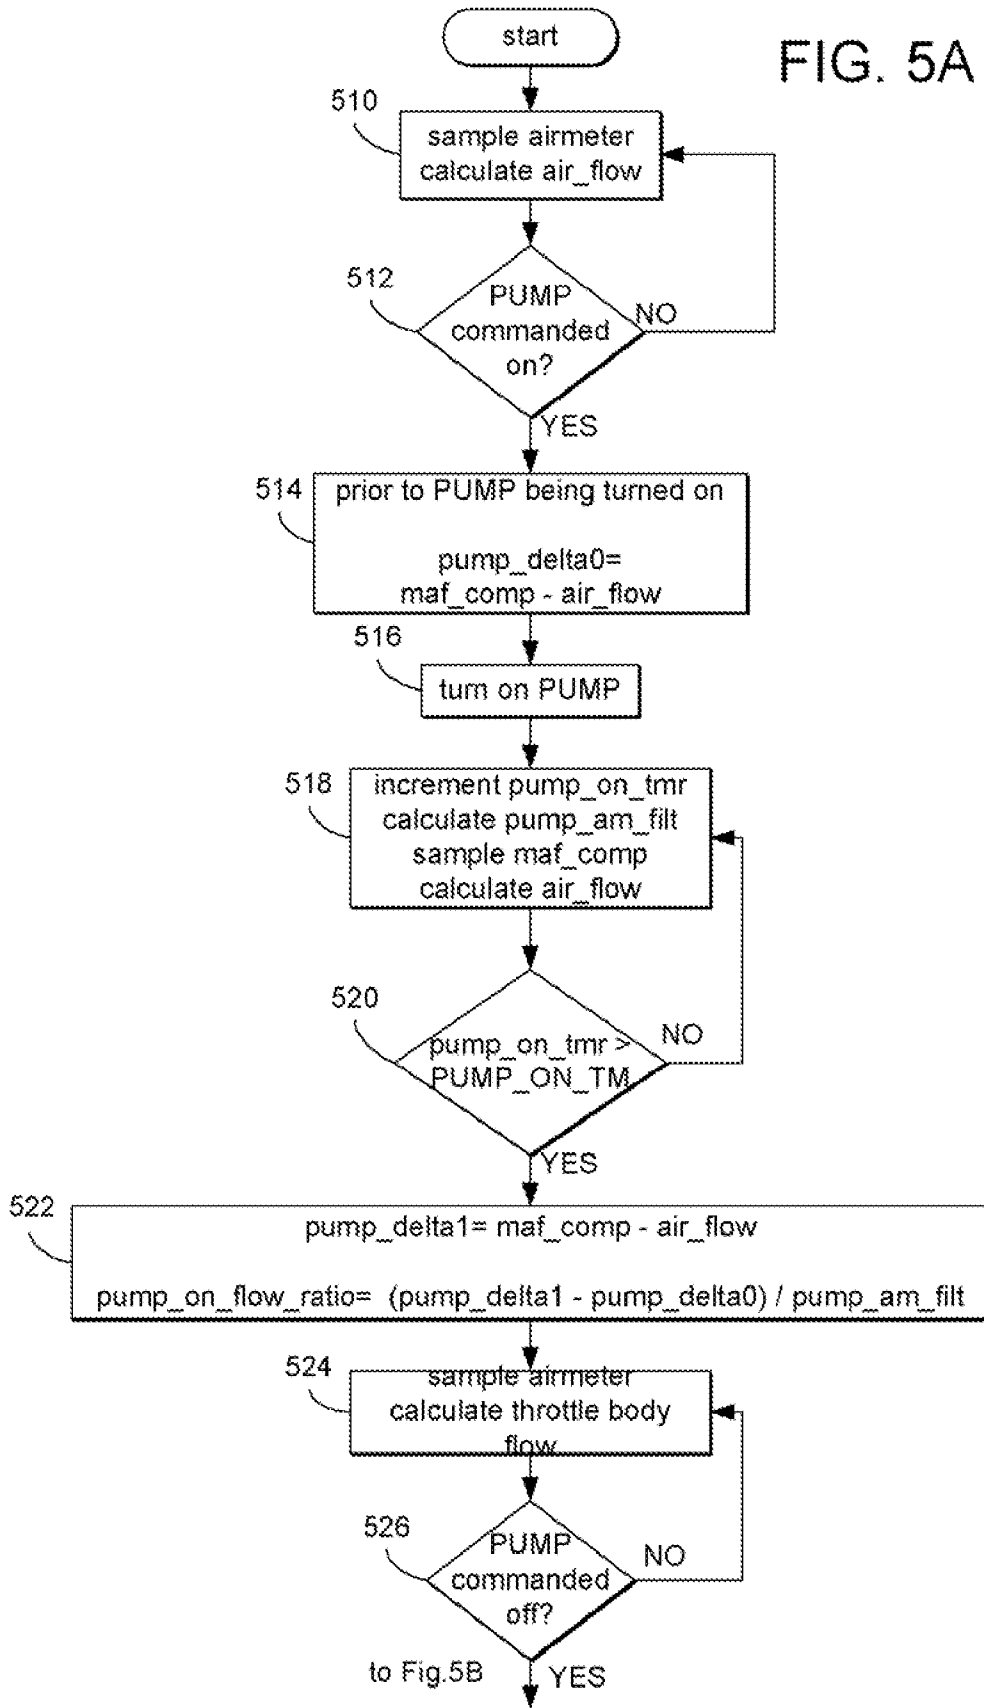 start
FIG. 5A
510
sample airmeter
calculate air_flow
512
PUMP
commanded
on?
NO
YES
514
prior to PUMP being turned on
pump_delta0=
maf_comp - air_flow
516
turn on PUMP
518
increment pump_on_tmr
calculate pump_am_filt
sample maf_comp
calculate air_flow
520
pump_on_tmr >
PUMP_ON_TM
NO
YES
522
pump_delta1= maf_comp - air_flow
pump_on_flow_ratio= (pump_delta1 - pump_delta0) / pump_am_filt
524
sample airmeter
calculate throttle body
flow
526
PUMP
commanded
off?
NO
to Fig.5B
YES